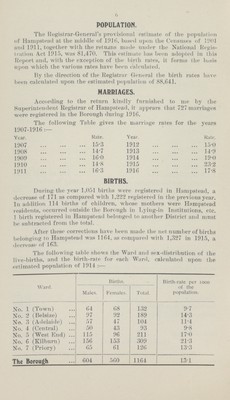 6
POPULATION.
The Registrar-General's provisional estimate of the population
of Hampstead at the middle of 1916, based upon the Censuses of 1901
and 1911, together with the returns made under the National Regis-
tration Act 1915, was 81,470. This estimate has been adopted in this
Report and, with the exception of the birth rates, it forms the basis
upon which the various rates have been calculated.
By the direction of the Registrar General the birth rates have
been calculated upon the estimated population of 88,641.
MARRIAGES.
According to the return kindly furnished to me by the
Superintendent Registrar of Hampstead, it appears that 727 marriages
were registered in the Borough during 1916.
The following Table gives the marriage rates for the years
1907-1916 :—
Year. Rate. Year. Rate.
1907 15·2 1912 15·0
1908 14·7 1913 14·9
1909 16·0 1914 19·0
1910 14·8 1915 23·2
1911 16·3 1916 17·8
BIRTHS.
During the year 1,051 births were registered in Hampstead, a
decrease of 171 as compared with 1,222 registered in the previous year.
In addition 114 births of children, whose mothers were Hampstead
residents, occurred outside the Borough in Lying-in Institutions, etc.
1 birth registered in Hampstead belonged to another District and must
be subtracted from the total.
After these corrections have been made the net number of births
belonging to Hampstead was 1164, as compared with 1,327 in 1915, a
decrease of 163.
The following table shows the Ward and sex-distribution of the
live-births, and the birth-rate for each Ward, calculated upon the
estimated population of 1914 :—
Ward. Births. Birth-rate per 1000 of the population.
Males. Females. Total.
No. 1 (Town) 64 68 132 9·7
No. 2 (Belsize) 97 92 189 14·3
No. 3 (Adelaide) 57 47 104 11·4
No. 4 (Central) 50 43 93 9·8
No. 5 (West End) 115 96 211 17·0
No. 6 (Kilburn) 156 153 309 21·3
No. 7 (Priory) 65 61 126 13·3
The Borough 604 560 1164 13·1